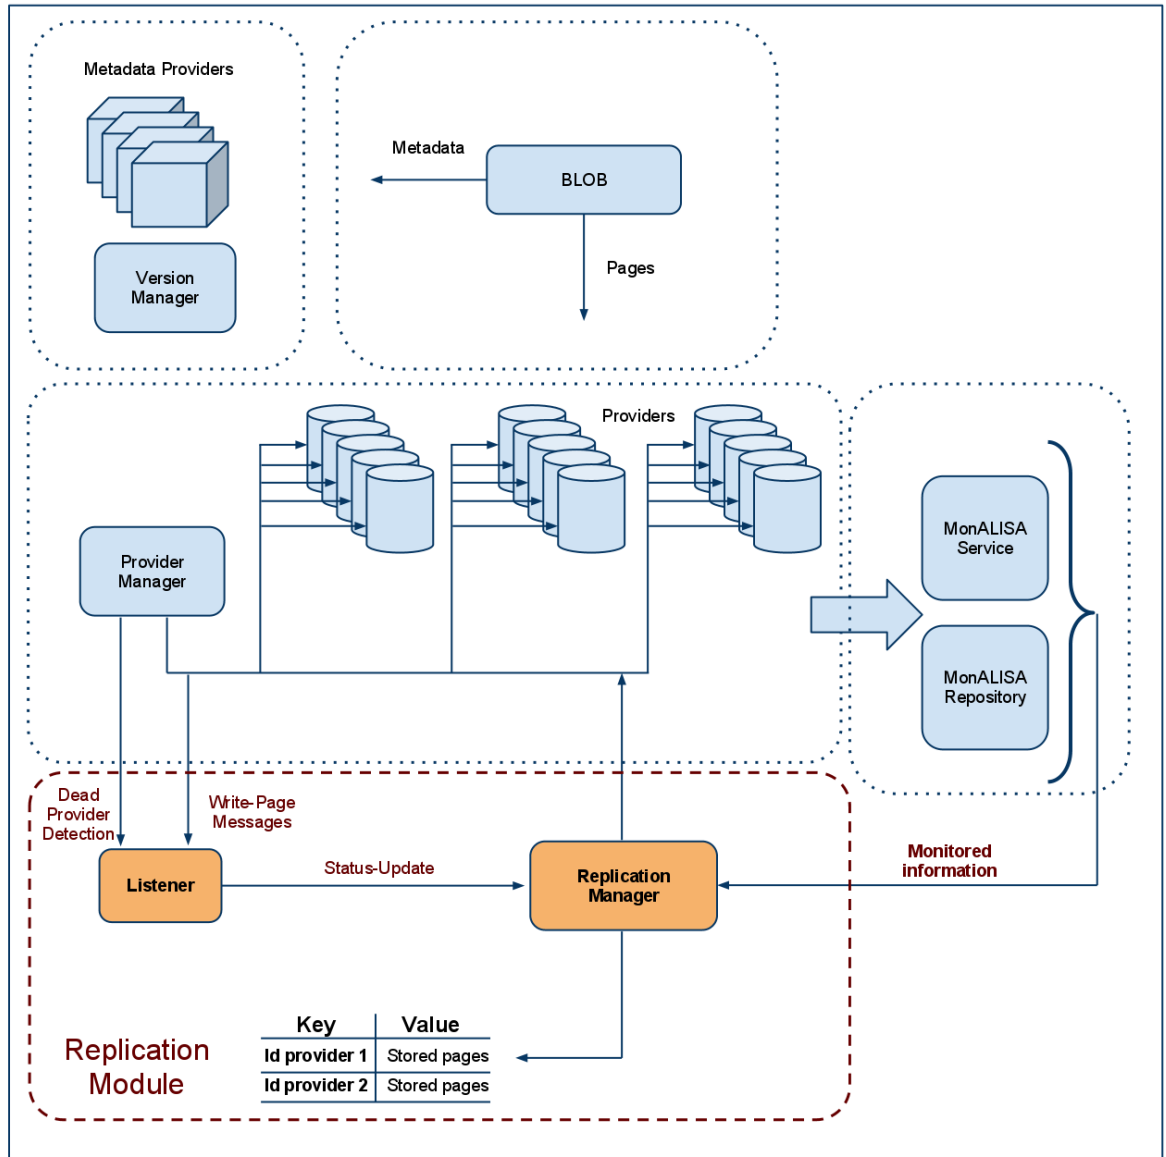 Metadata Providers
Version
Manager
Metadada
BLOB
Pages
Providers
Provider
Manager
MonALISA
Service
MonALISA
Repository
Dead
Provider
Detection
Write-Page
Messages
Listener
Status-Update
Replication
Manager
Monitored
information
Replication
Module
Key Value
Id provider 1 Stored pages
Id provider 2 Stored pages